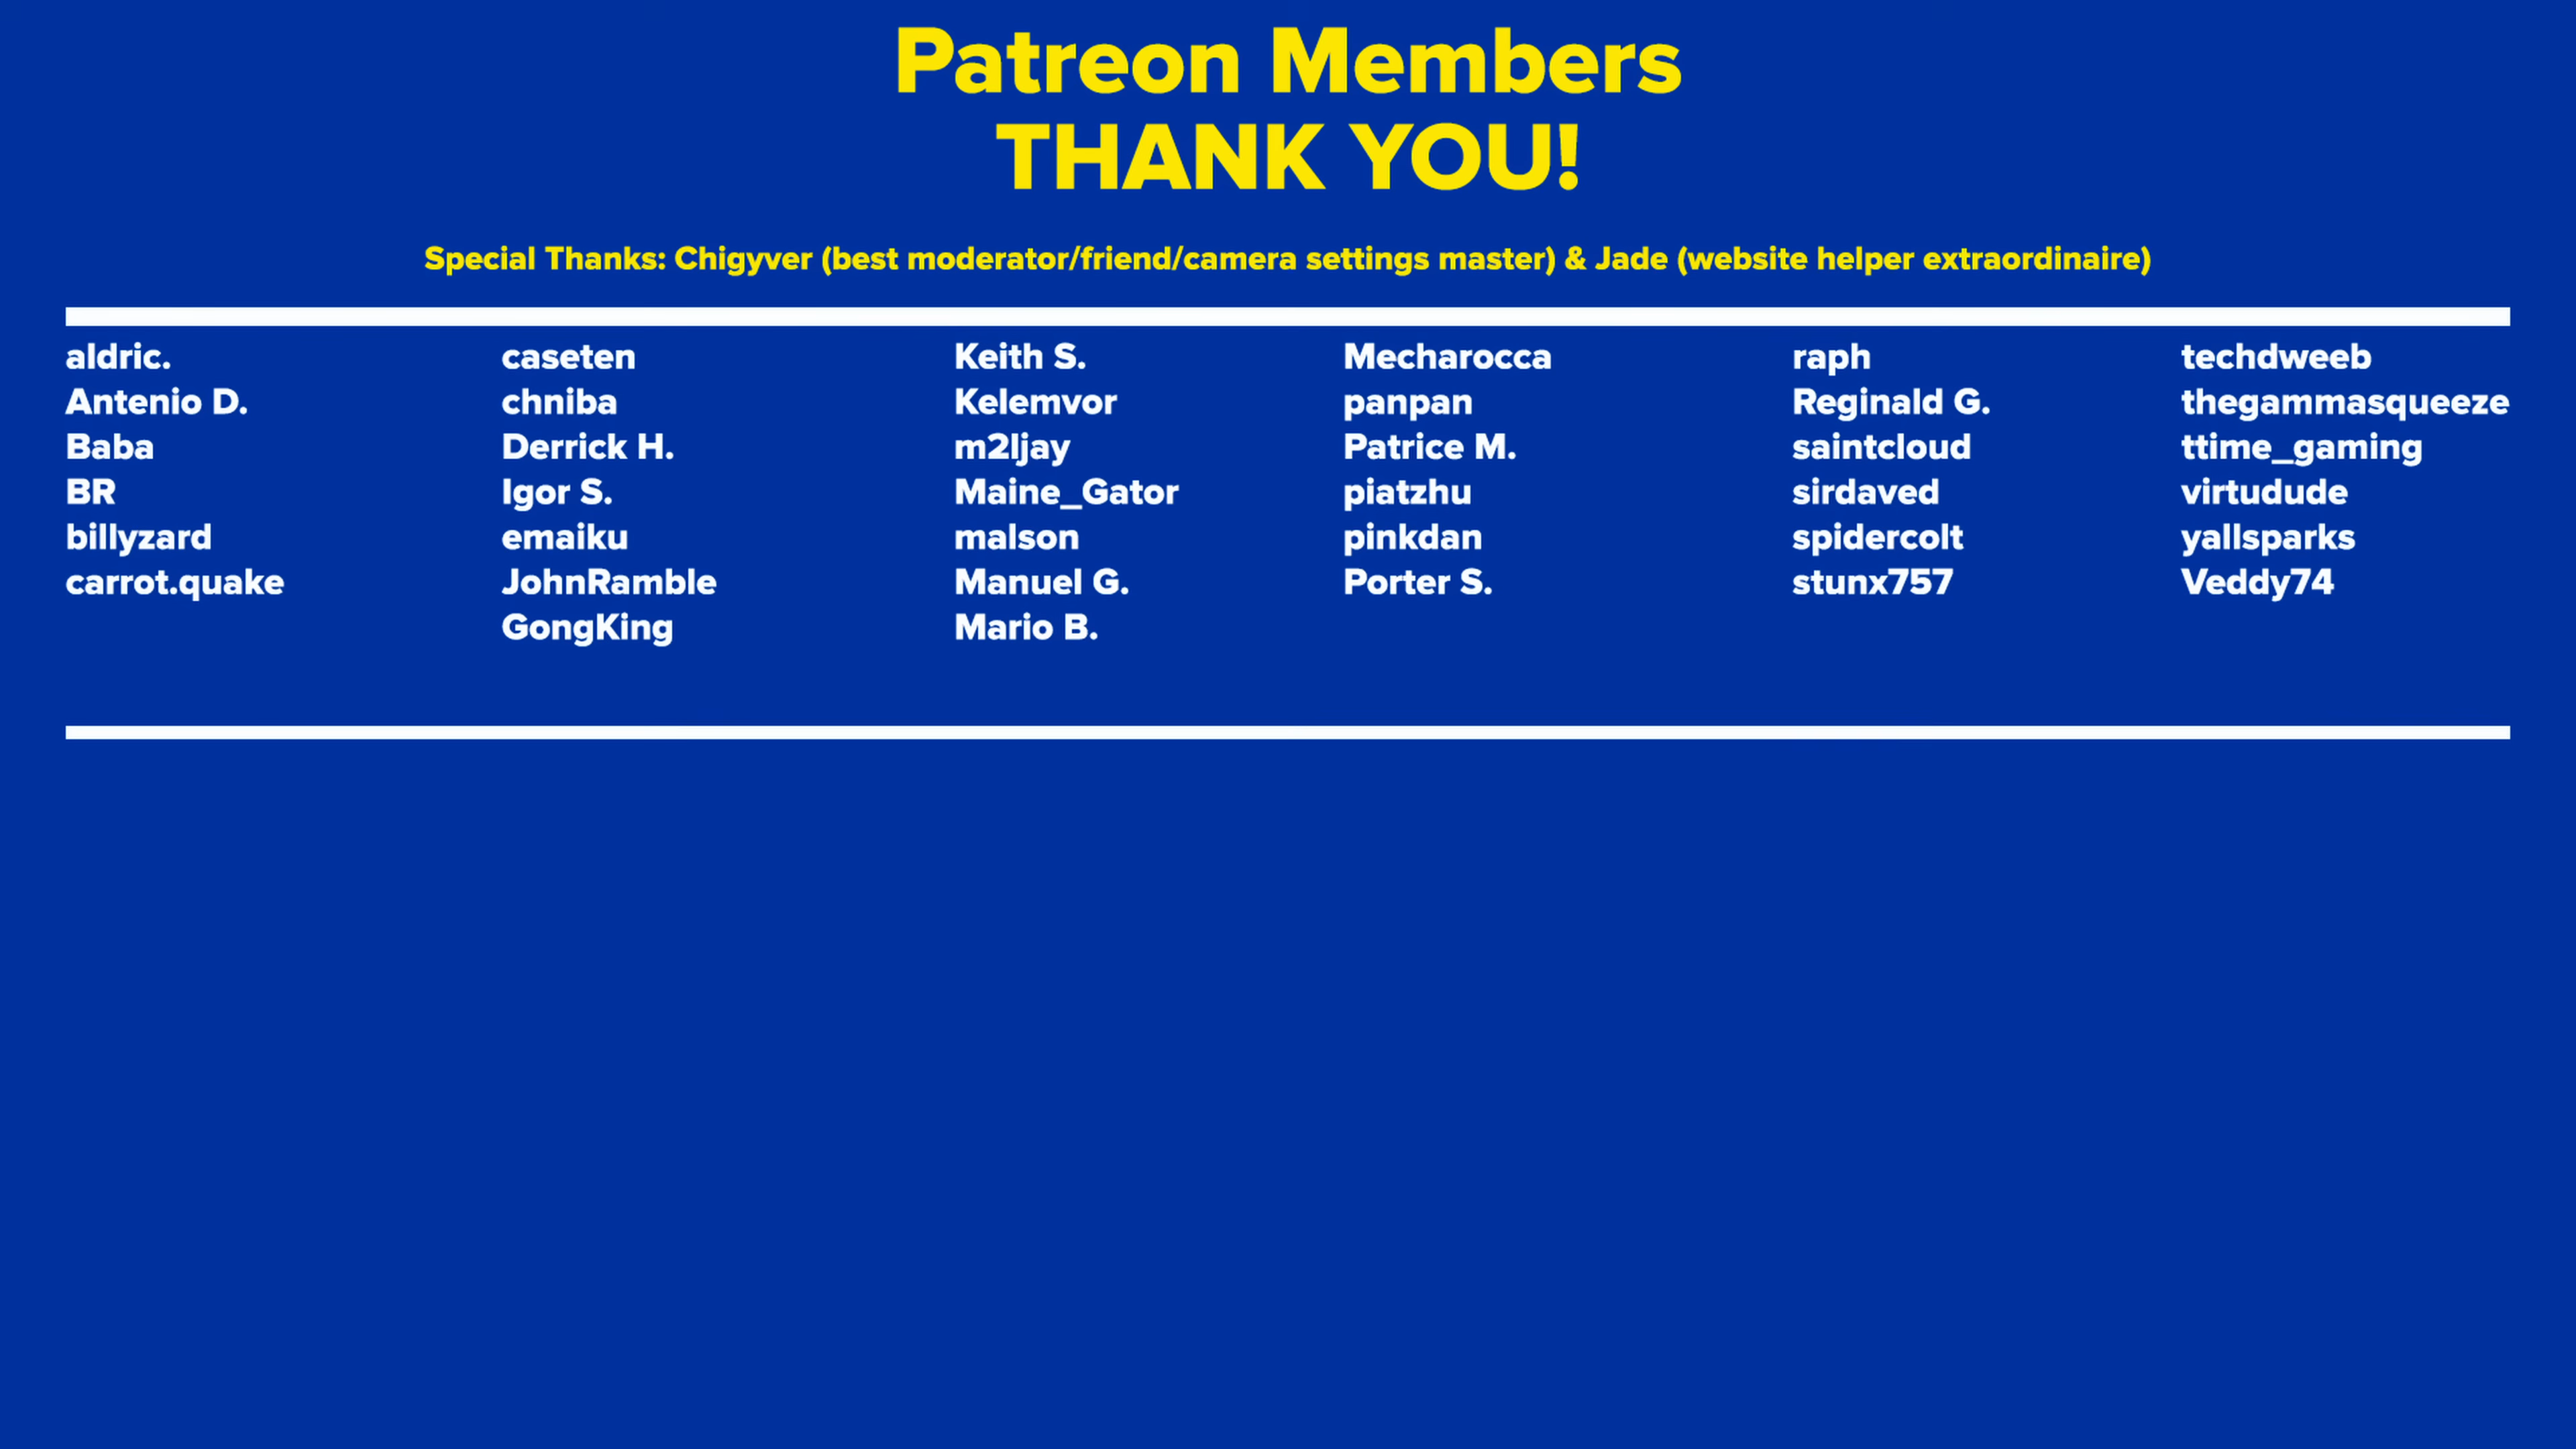 Patreon Members
THANK YOU!
Special Thanks: Chigyver (best moderator/friend/camera settings master) & Jade (website helper extraordinaire)
aldric.
Antenio D.
Baba
BR
billyzard
carrot.quake
caseten
chniba
Derrick H.
Igor S.
emaiku
JohnRamble
GongKing
Keith S.
Kelemvor
m2ljay
Maine_Gator
malson
Manuel G.
Mario B.
Mecharocca
panpan
Patrice M.
piatzhu
pinkdan
Porter S.
raph
Reginald G.
saintcloud
sirdaved
spidercolt
stunx757
techdweeb
thegammasqueeze
ttime_gaming
virtudude
yallsparks
Veddy74